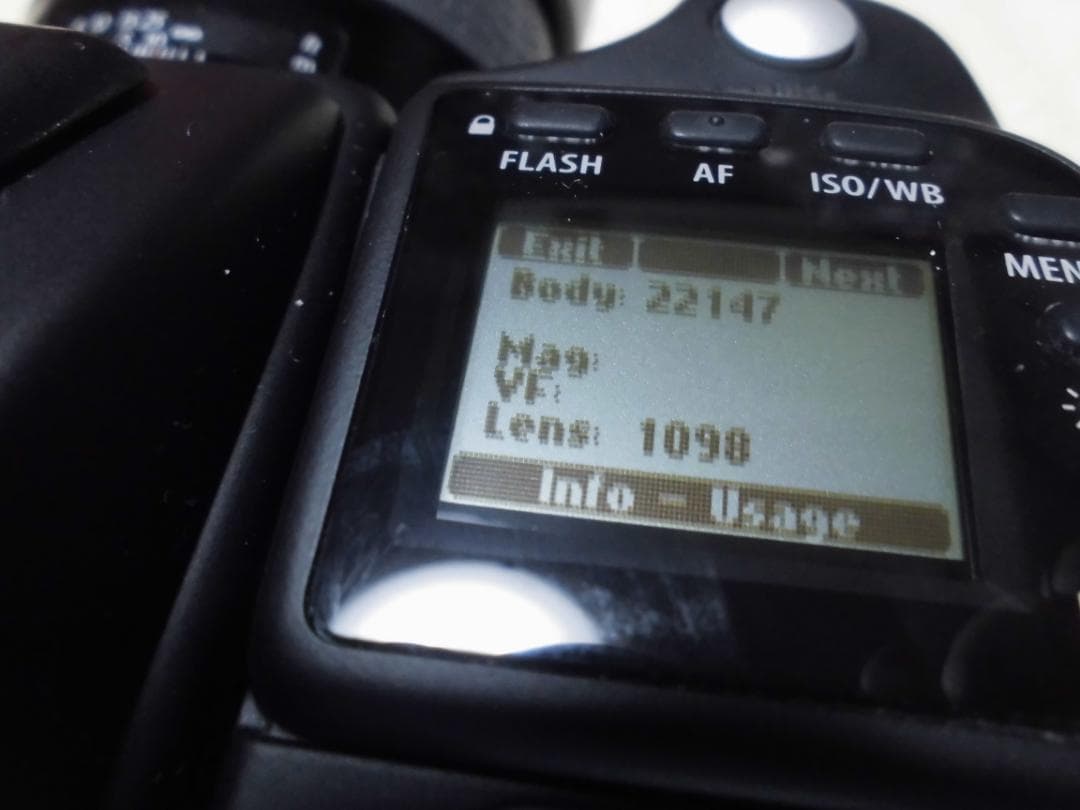 FLASH
AF
ISO/WB
MEN
Exit
Next
Body: 22147
Mag:
VF:
Lens: 1090
Info - Usage